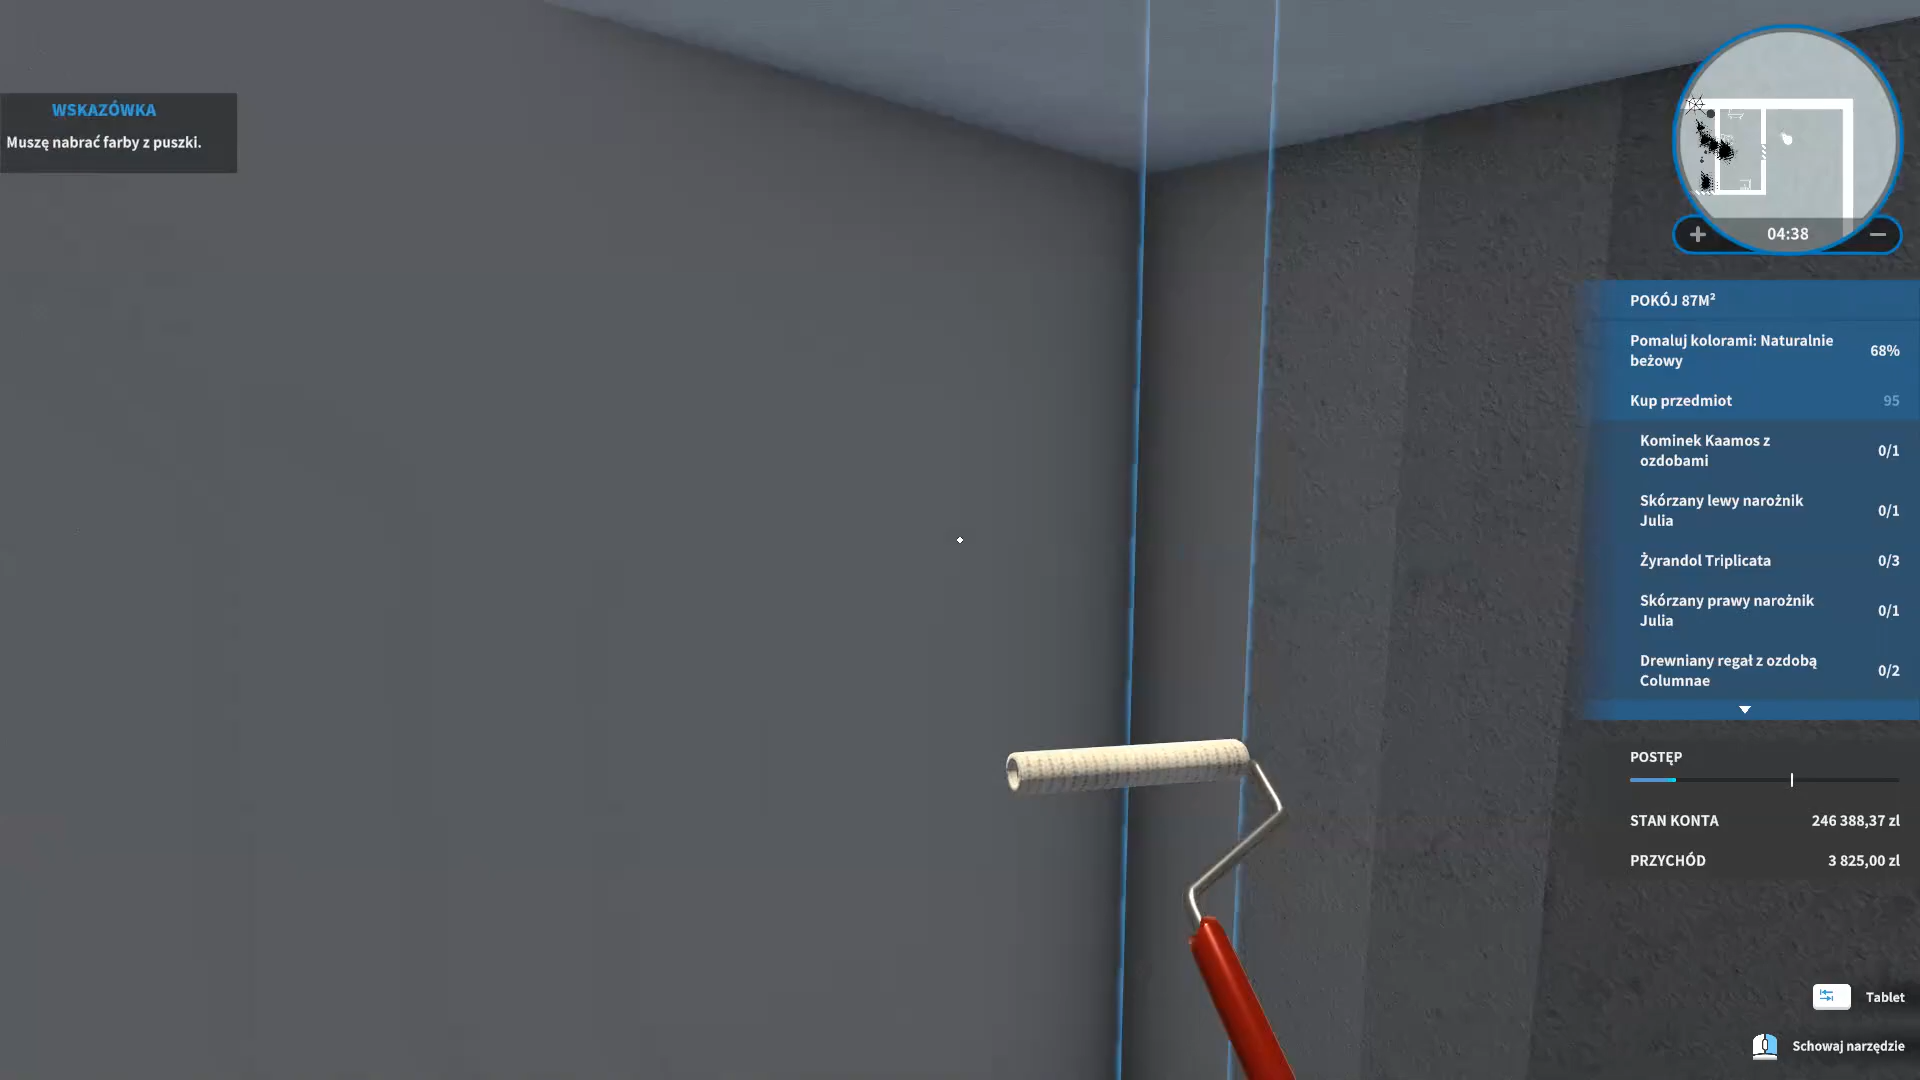 WSKAZÓWKA
Muszę nabrać farby z puszki.
04:38
POKÓJ 87M²
Pomaluj kolorami: Naturalnie
beżowy
68%
Kup przedmiot 95
Kominek Kaamos z
ozdobami
0/1
Skórzany lewy narożnik
Julia
0/1
Żyrandol Triplicata 0/3
Skórzany prawy narożnik
Julia
0/1
Drewniany regał z ozdobą
Columnae
0/2
POSTĘP
STAN KONTA 246 388,37 zl
PRZYCHÓD 3 825,00 zl
Tablet
Schowaj narzędzie